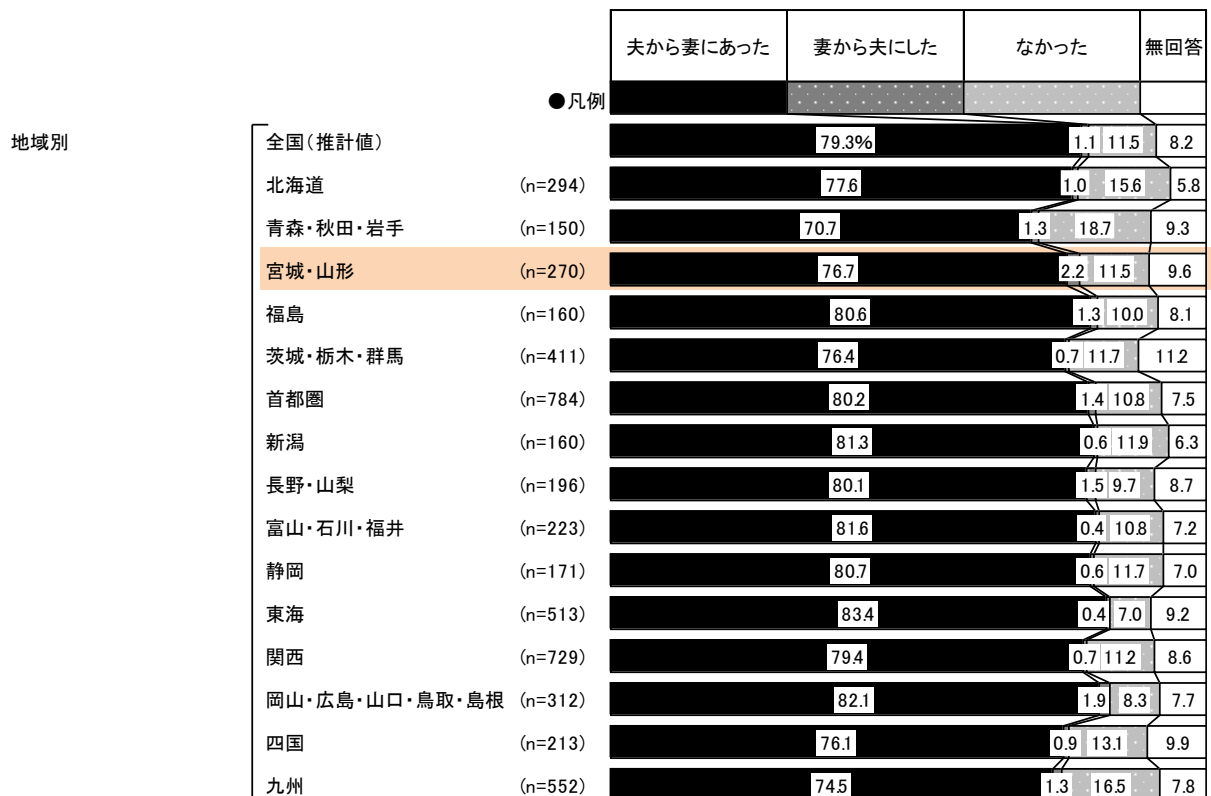 夫から妻にあった 妻から夫にした なかった 無回答
●凡例
地域別 全国(推計値) 79.3% 1.1 11.5 8.2
北海道 (n=294) 77.6 1.0 15.6 5.8
青森・秋田・岩手 (n=150) 70.7 1.3 18.7 9.3
宮城・山形 (n=270) 76.7 2.2 11.5 9.6
福島 (n=160) 80.6 1.3 10.0 8.1
茨城・栃木・群馬 (n=411) 76.4 0.7 11.7 11.2
首都圏 (n=784) 80.2 1.4 10.8 7.5
新潟 (n=160) 81.3 0.6 11.9 6.3
長野・山梨 (n=196) 80.1 1.5 9.7 8.7
富山・石川・福井 (n=223) 81.6 0.4 10.8 7.2
静岡 (n=171) 80.7 0.6 11.7 7.0
東海 (n=513) 83.4 0.4 7.0 9.2
関西 (n=729) 79.4 0.7 11.2 8.6
岡山・広島・山口・鳥取・島根 (n=312) 82.1 1.9 8.3 7.7
四国 (n=213) 76.1 0.9 13.1 9.9
九州 (n=552) 74.5 1.3 16.5 7.8